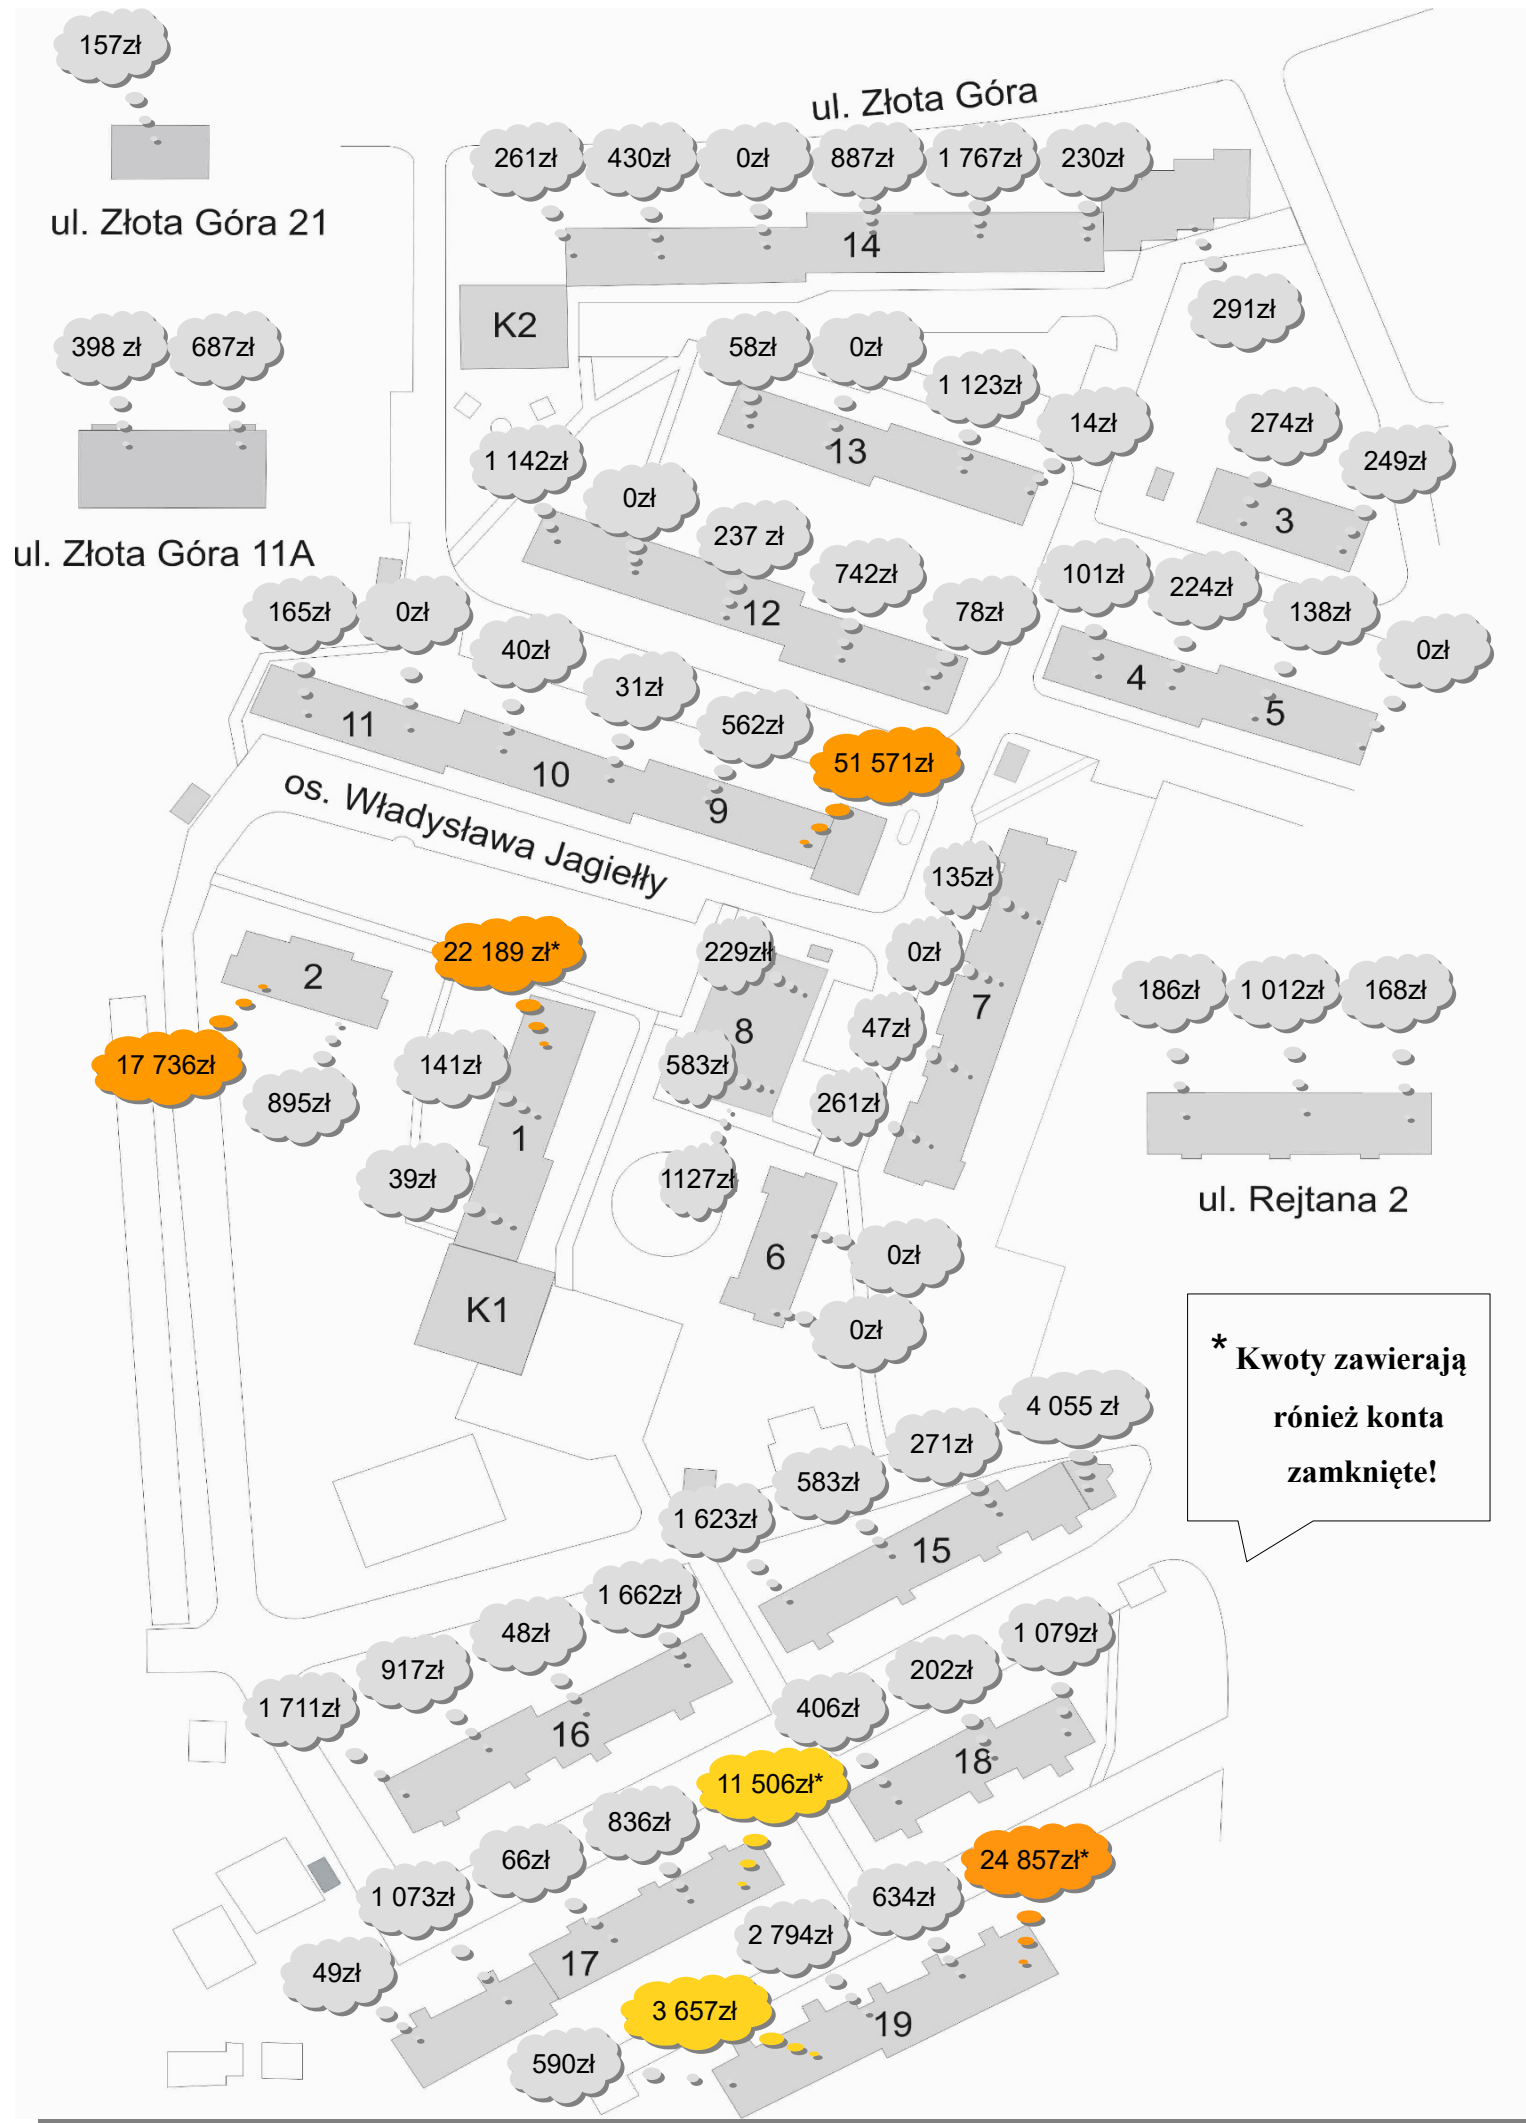 157zł
ul. Złota Góra 21
ul. Złota Góra
261zł 430zł 0zł 887zł 1 767zł 230zł
14
291zł
K2
398 zł 687zł
ul. Złota Góra 11A
58zł 0zł 1 123zł 14zł
13
274zł 249zł
3
1 142zł 0zł 237 zł 742zł 78zł
12
101zł 224zł 138zł 0zł
4 5
165zł 0zł 40zł 31zł 562zł 51 571zł
11 10 9
os. Władysława Jagiełły
135zł
0zł
47zł
261zł
7
229złł
8
583zł
1127zł
22 189 zł*
2
17 736zł
895zł
141zł
1
39zł
K1
6
0zł
0zł
186zł 1 012zł 168zł
ul. Rejtana 2
* Kwoty zawierają
rónież konta
zamknięte!
4 055 zł
271zł
583zł
1 623zł
15
1 662zł
48zł
917zł
1 711zł
16
1 079zł
202zł
406zł
18
11 506zł*
836zł
66zł
1 073zł
49zł
17
24 857zł*
634zł
2 794zł
3 657zł
590zł
19